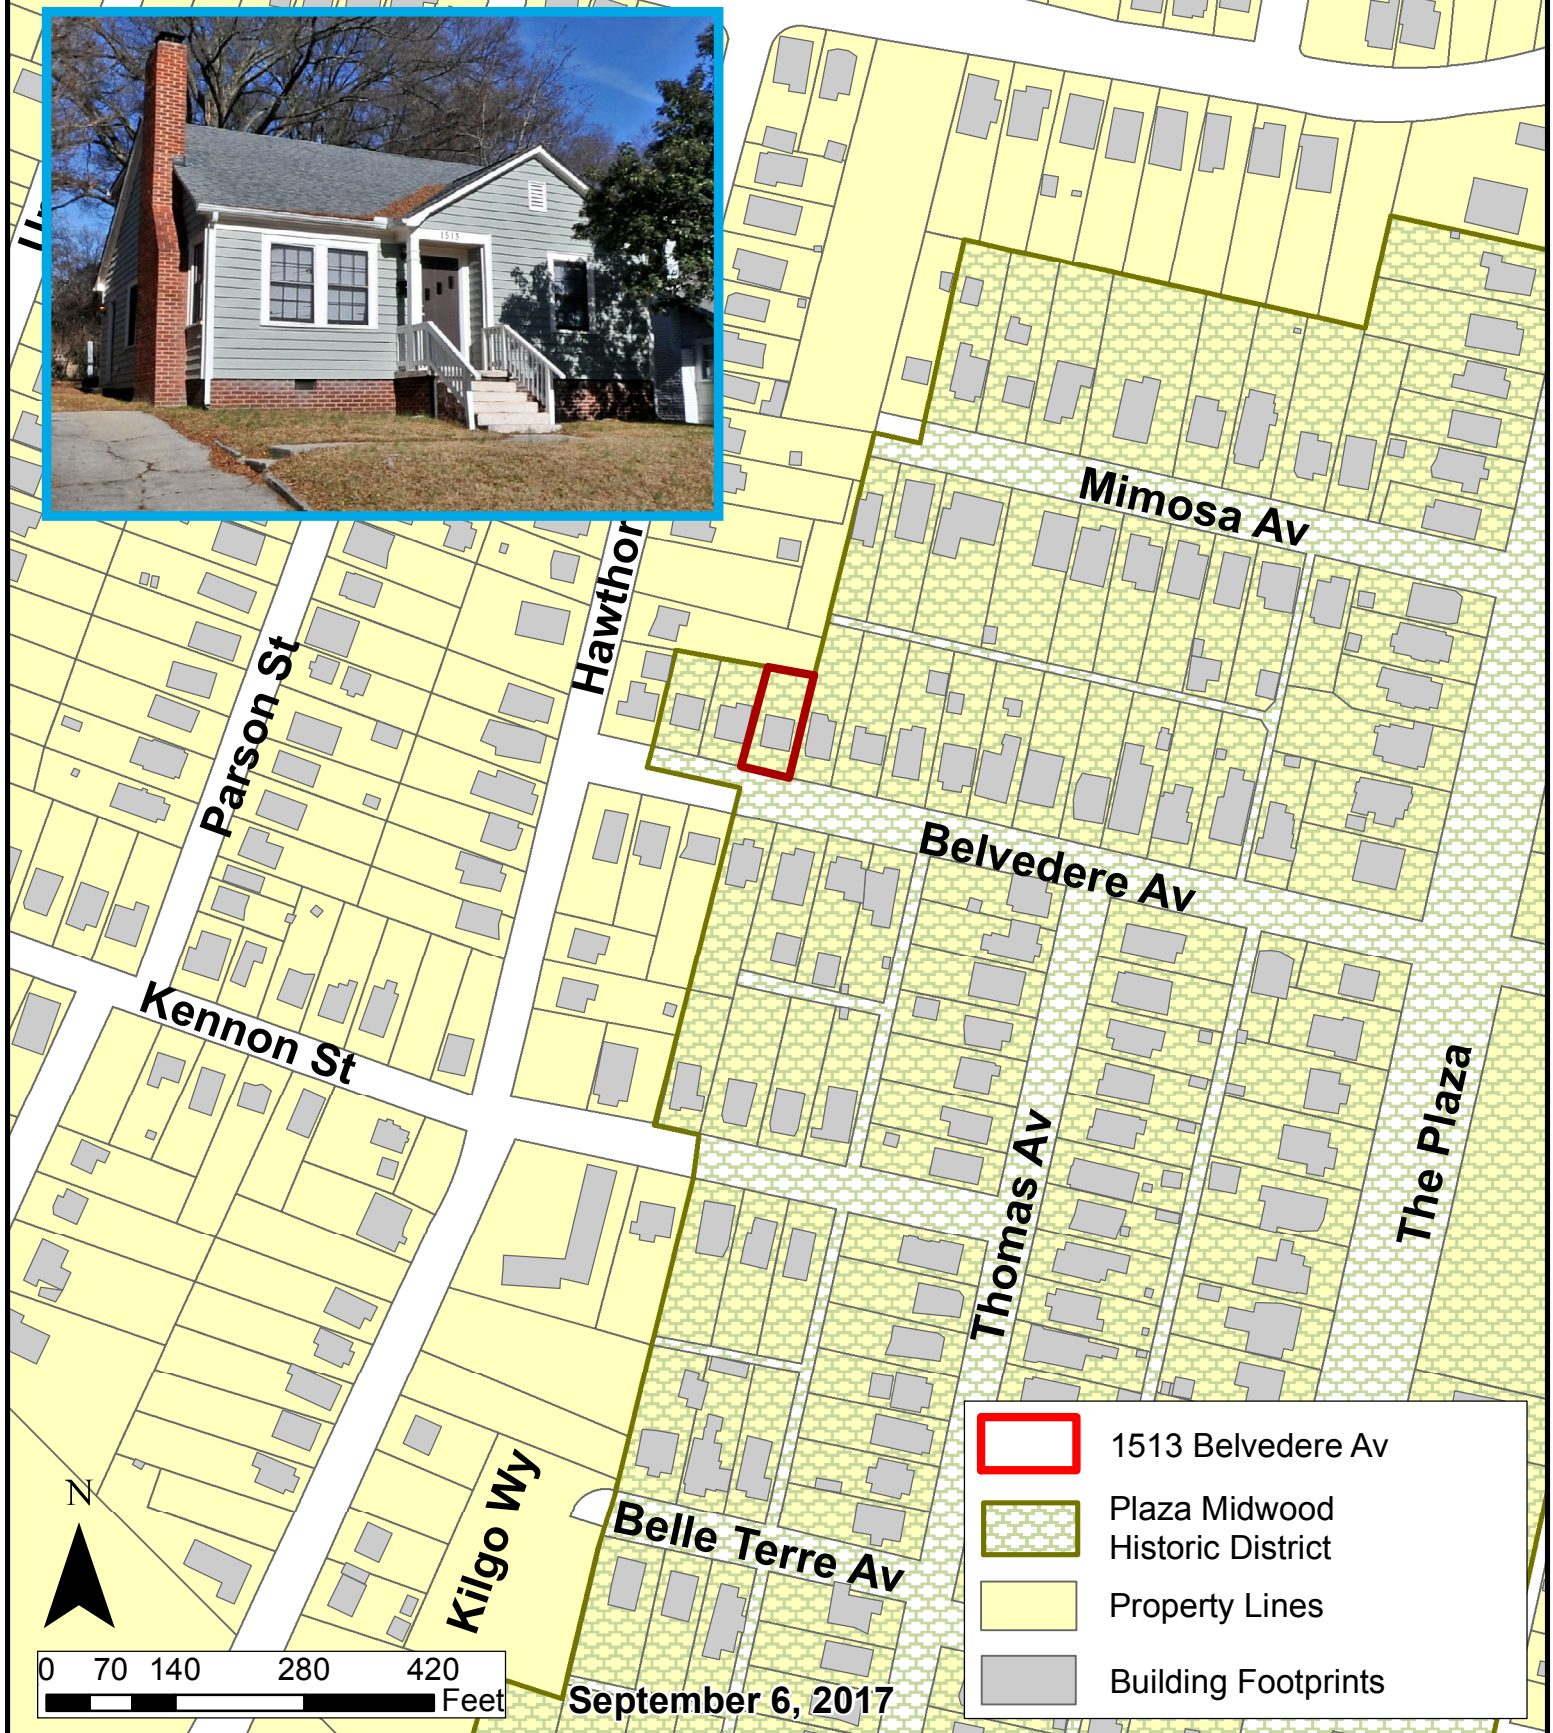 1513
Mimosa Av
Hawthor
Parson St
Belvedere Av
Kennon St
The Plaza
Thomas Av
Kilgo Wy
Belle Terre Av
N
0 70 140 280 420
Feet
September 6, 2017
1513 Belvedere Av
Plaza Midwood
Historic District
Property Lines
Building Footprints